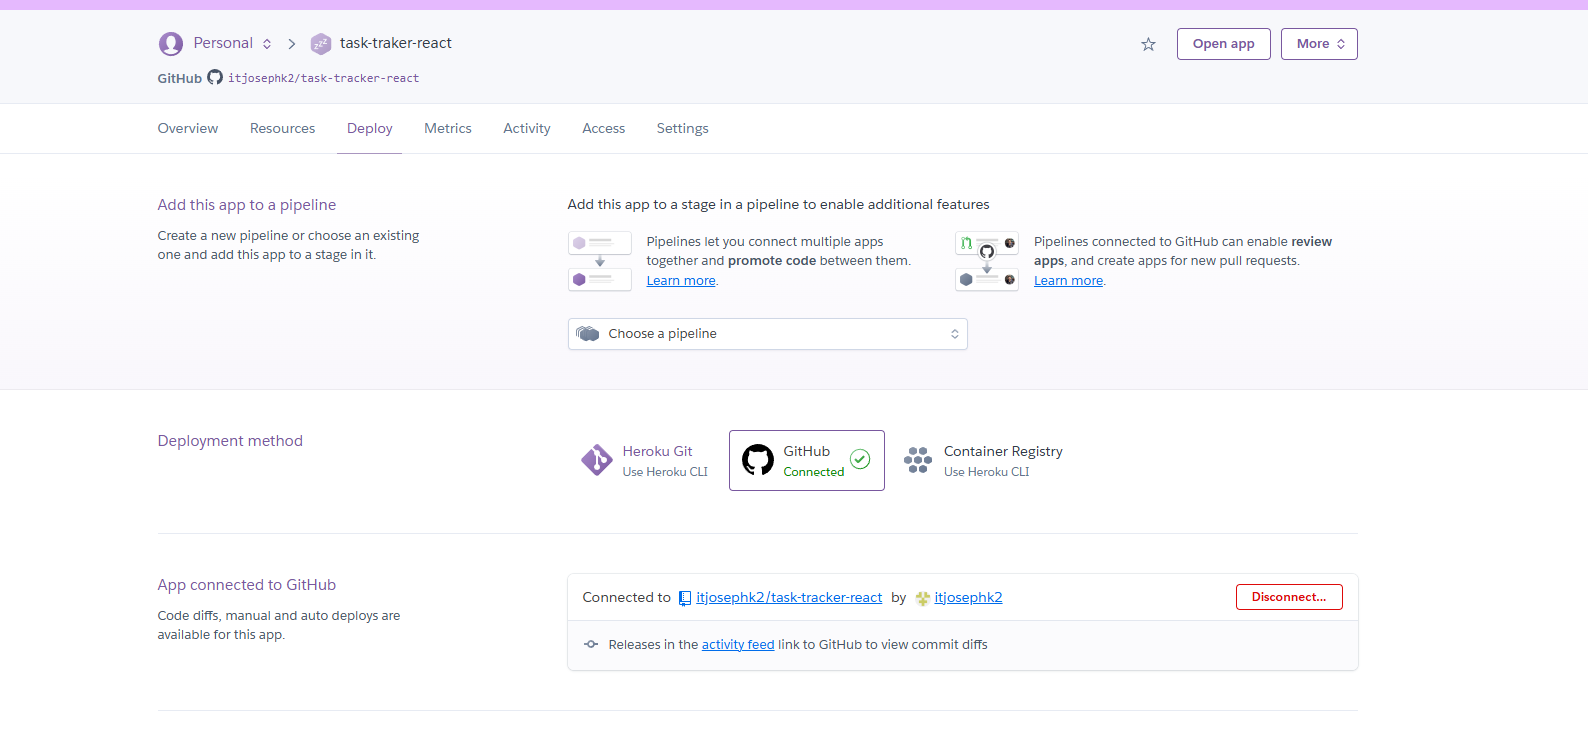 Personal task-traker-react
Open app
More
GitHub itjosephk2/task-tracker-react
Overview Resources Deploy Metrics Activity Access Settings
Add this app to a pipeline
Create a new pipeline or choose an existing
one and add this app to a stage in it.
Add this app to a stage in a pipeline to enable additional features
Pipelines let you connect multiple apps
together and promote code between them.
Learn more.
Pipelines connected to GitHub can enable review
apps, and create apps for new pull requests.
Learn more.
Choose a pipeline
Deployment method
Heroku Git
Use Heroku CLI
GitHub
Connected
Container Registry
Use Heroku CLI
App connected to GitHub
Code diffs, manual and auto deploys are
available for this app.
Connected to itjosephk2/task-tracker-react by itjosephk2
Disconnect...
Releases in the activity feed link to GitHub to view commit diffs